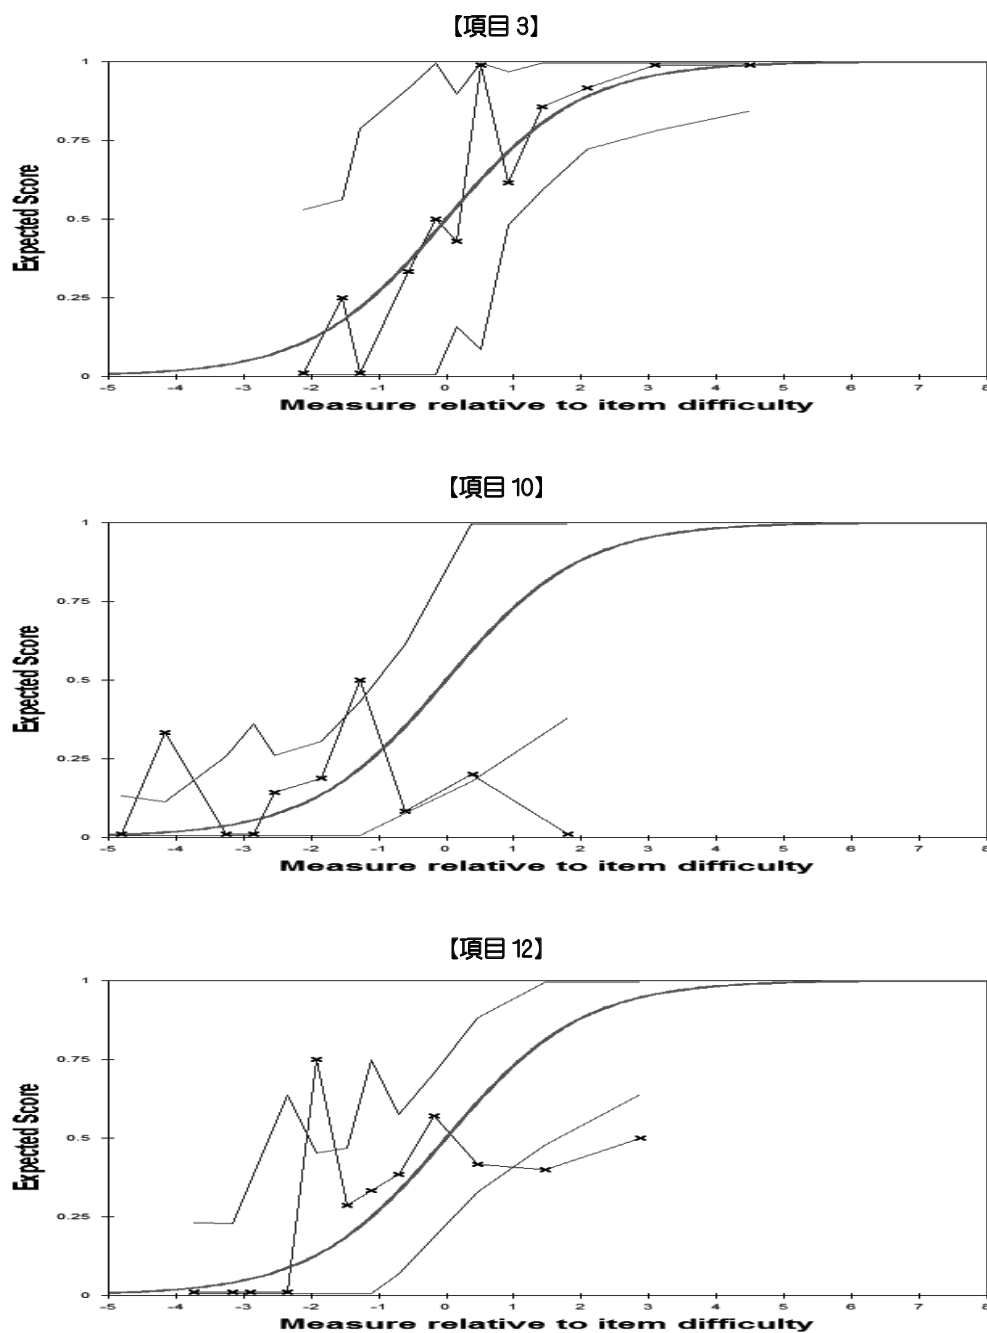 【項目 3】
1
0.75
0.5
0.25
0
Expected Score
-5 -4 -3 -2 -1 0 1 2 3 4 5 6 7 8
Measure relative to item difficulty
【項目 10】
1
0.75
0.5
0.25
0
Expected Score
-5 -4 -3 -2 -1 0 1 2 3 4 5 6 7 8
Measure relative to item difficulty
【項目 12】
1
0.75
0.5
0.25
0
Expected Score
-5 -4 -3 -2 -1 0 1 2 3 4 5 6 7 8
Measure relative to item difficulty